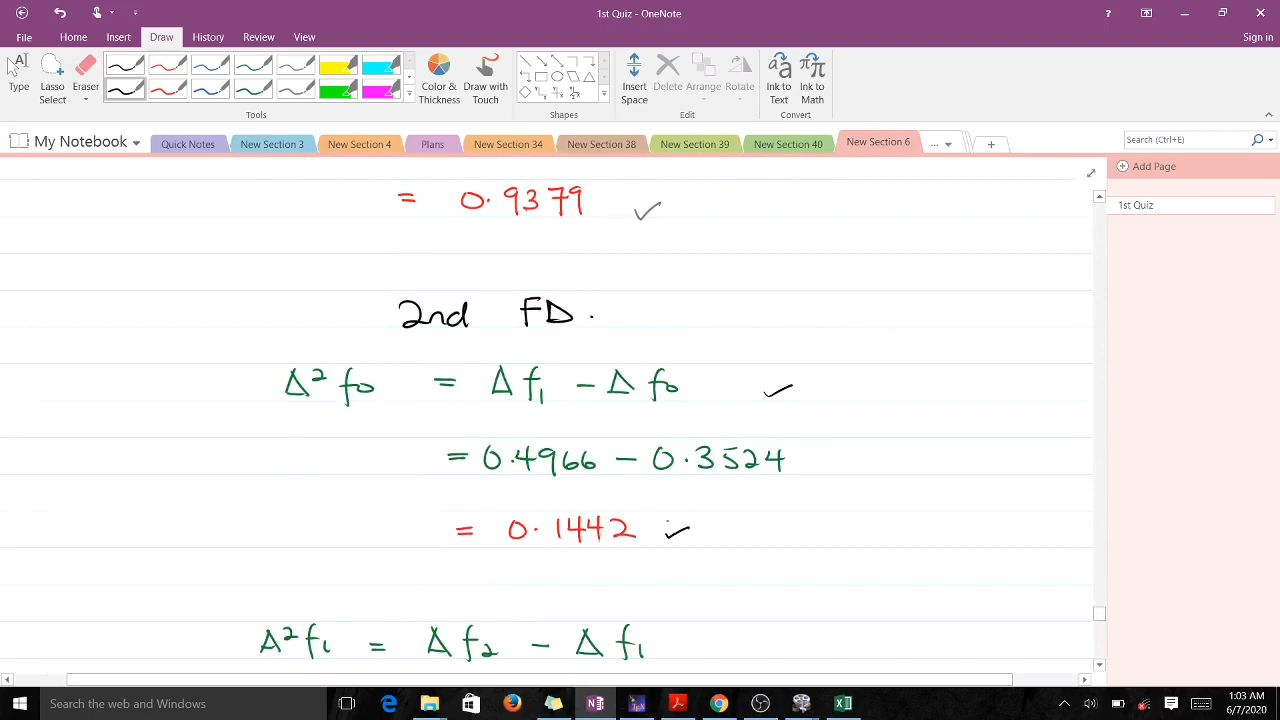 1st Quiz - OneNote
File Home Insert Draw History Review View Sign in
Type Lasso Select Eraser Color & Thickness Draw with Touch Insert Space Delete Arrange Rotate Ink to Text Ink to Math
Tools Shapes Edit Convert
My Notebook Quick Notes New Section 3 New Section 4 Plans New Section 34 New Section 38 New Section 39 New Section 40 New Section 6 ... Search (Ctrl+E)
Add Page
1st Quiz
= 0.9379 ✓
2nd FD.
Δ² f0 = Δ f₁ - Δ f₀ ✓
= 0.4966 - 0.3524
= 0.1442 ✓
Δ² f₁ = Δ f₂ - Δ f₁
Search the web and Windows
1:03 AM
6/7/2020